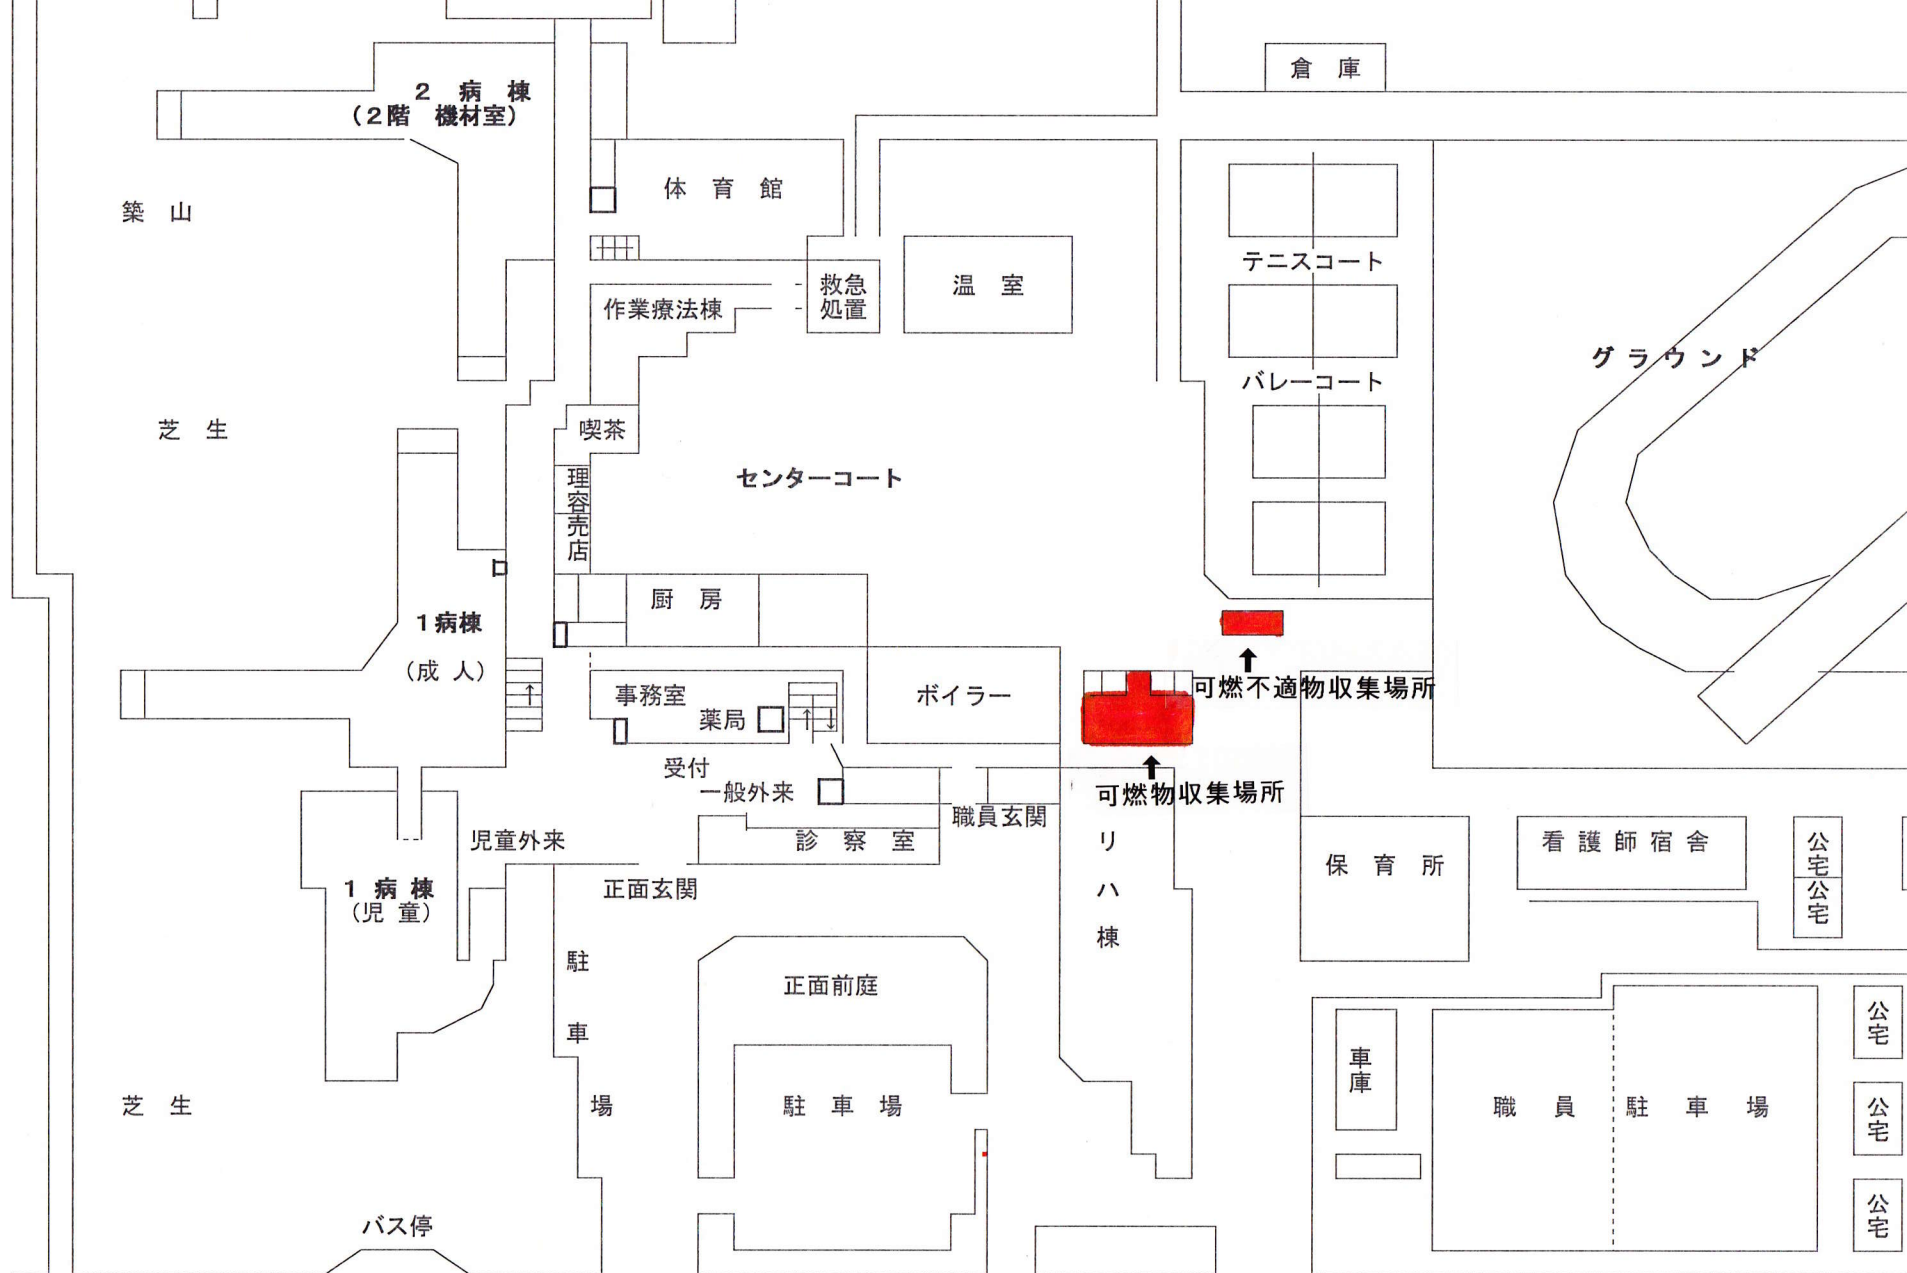 倉 庫
2 病 棟
(2階 機材室)
体 育 館
築 山
テニスコート
救急
処置
温 室
作業療法棟
グラウンド
バレーコート
喫茶
芝 生
センターコート
理容
売店
厨 房
1病棟
(成 人)
↑
事務室
ボイラー
可燃不適物収集場所
薬局
↑ ↓
受付
一般外来
可燃物収集場所
職員玄関
児童外来
診 察 室
リハ棟
看護師宿舎
公宅
保 育 所
1 病 棟
(児 童)
正面玄関
公宅
駐車場
正面前庭
公宅
車庫
芝 生
駐 車 場
職 員 駐 車 場
公宅
バス停
公宅